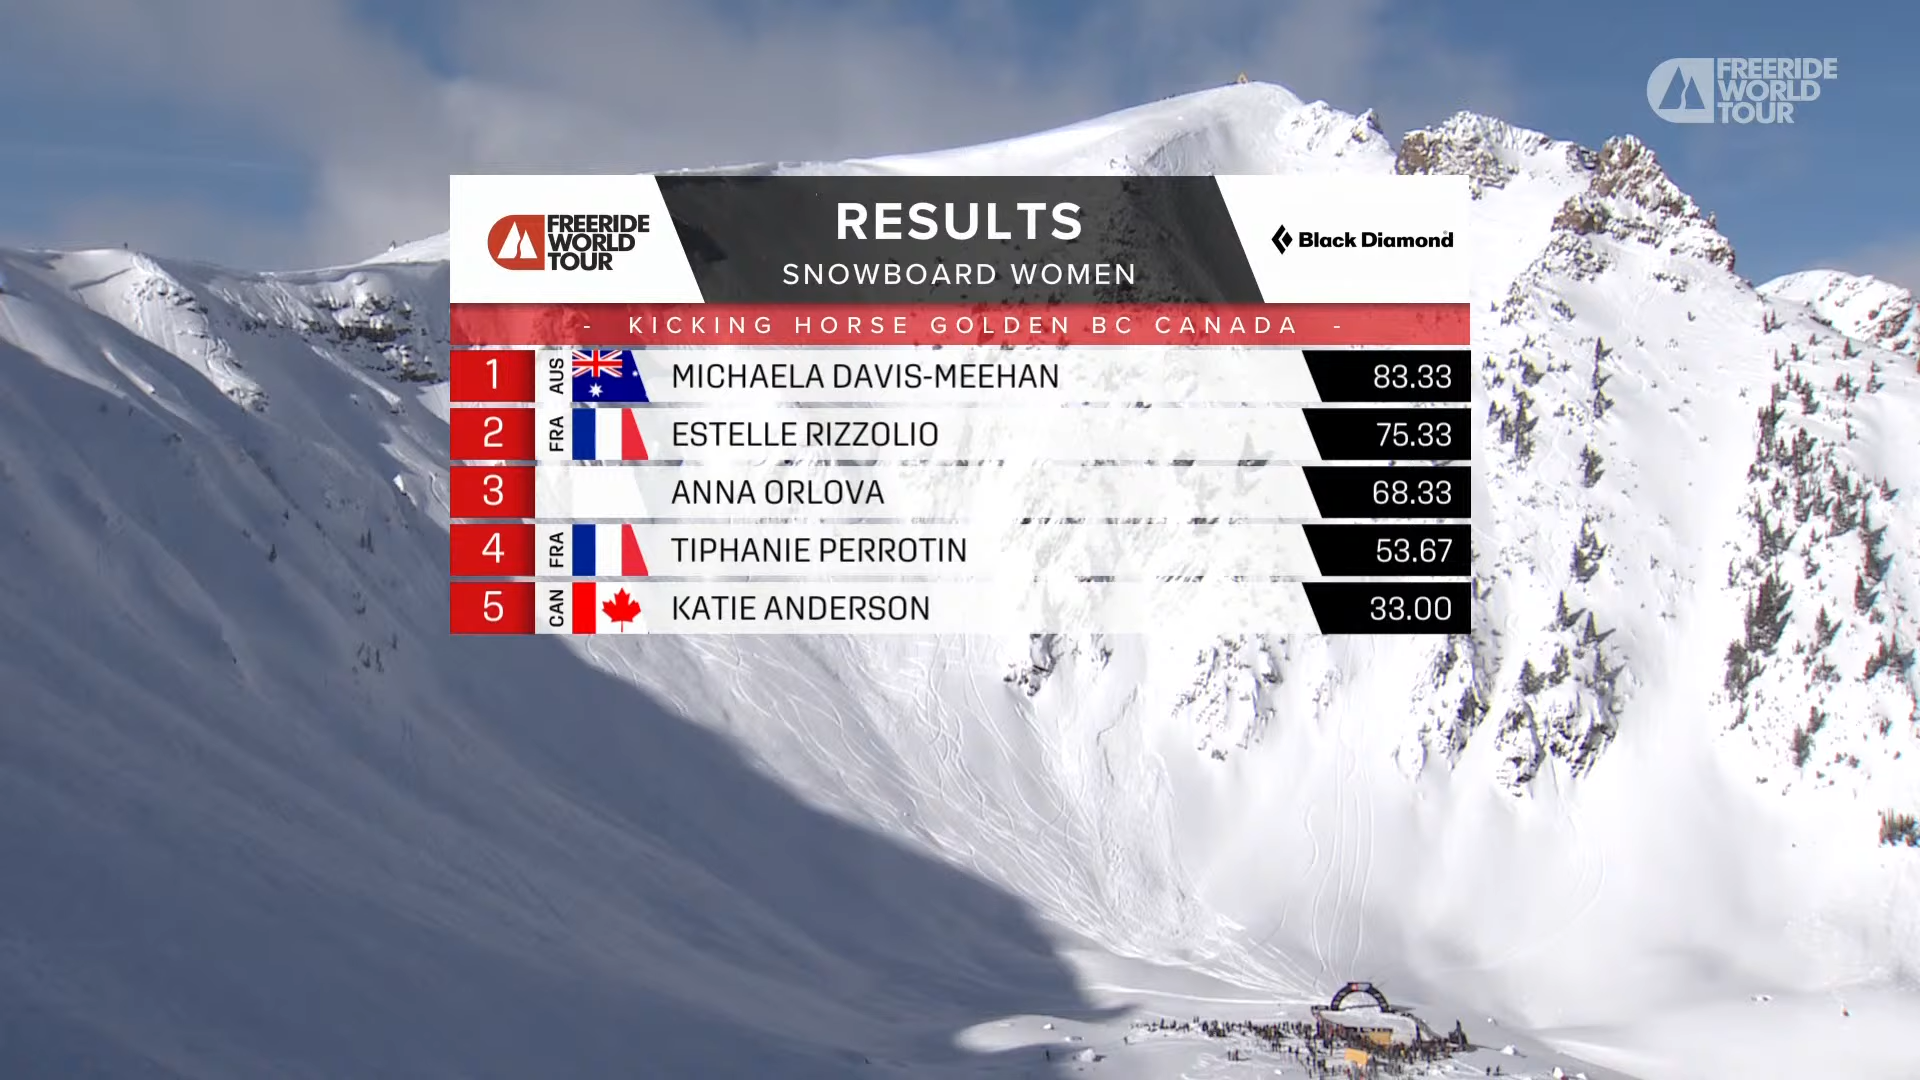 FREERIDE
WORLD
TOUR
FREERIDE
WORLD
TOUR
RESULTS
SNOWBOARD WOMEN
Black Diamond
- KICKING HORSE GOLDEN BC CANADA -
1 AUS MICHAELA DAVIS-MEEHAN 83.33
2 FRA ESTELLE RIZZOLIO 75.33
3 ANNA ORLOVA 68.33
4 FRA TIPHANIE PERROTIN 53.67
5 CAN KATIE ANDERSON 33.00